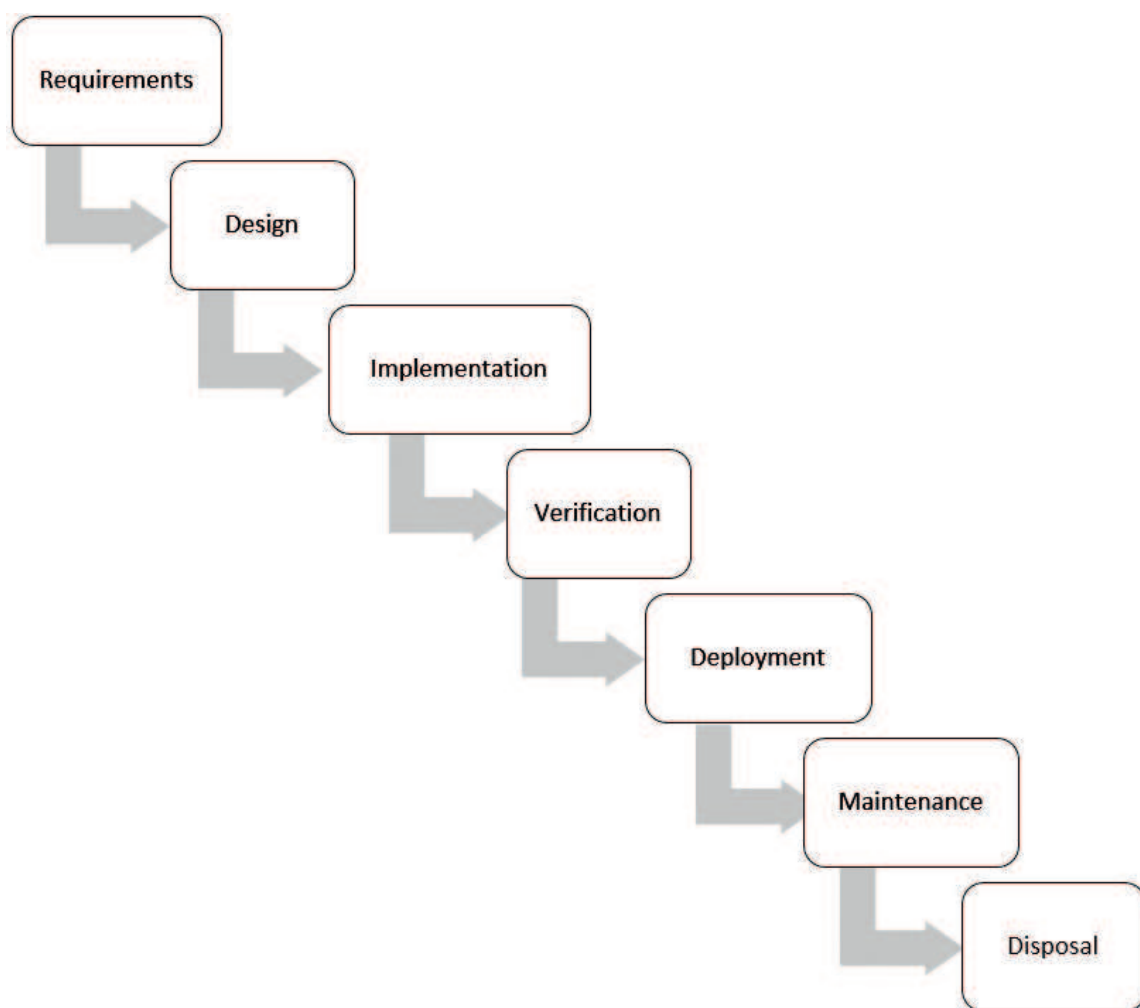 Requirements
Design
Implementation
Verification
Deployment
Maintenance
Disposal